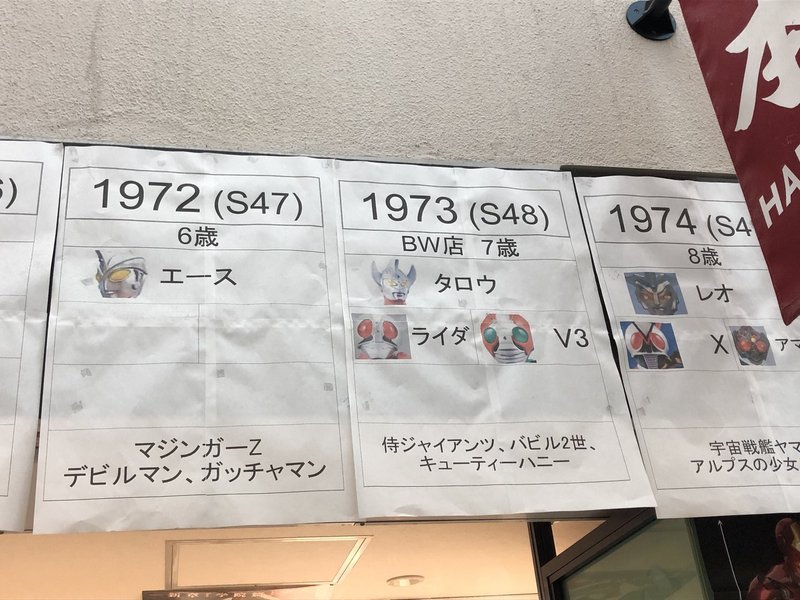 1972 (S47)
6歳
エース
マジンガーZ
デビルマン、ガッチャマン
1973 (S48)
BW店 7歳
タロウ
ライダ
V3
侍ジャイアンツ、バビル2世、
キューティーハニー
1974 (S4
8歳
レオ
X
アマ
宇宙戦艦ヤマ
アルプスの少女
HA